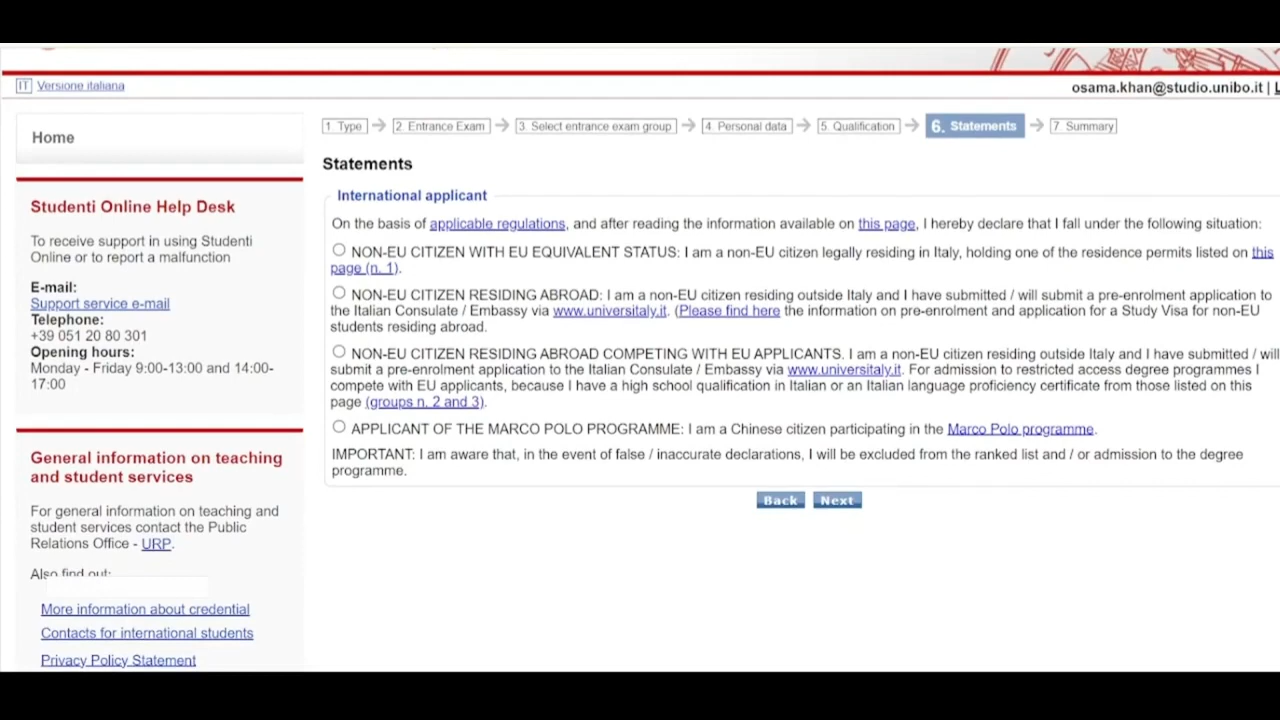 IT Versione italiana
osama.khan@studio.unibo.it |
Home
1. Type
2. Entrance Exam
3. Select entrance exam group
4. Personal data
5. Qualification
6. Statements
7. Summary
Statements
Studenti Online Help Desk
To receive support in using Studenti
Online or to report a malfunction
E-mail:
Support service e-mail
Telephone:
+39 051 20 80 301
Opening hours:
Monday - Friday 9:00-13:00 and 14:00-
17:00
General information on teaching
and student services
For general information on teaching and
student services contact the Public
Relations Office - URP.
Also find out:
More information about credential
Contacts for international students
Privacy Policy Statement
International applicant
On the basis of applicable regulations, and after reading the information available on this page, I hereby declare that I fall under the following situation:
NON-EU CITIZEN WITH EU EQUIVALENT STATUS: I am a non-EU citizen legally residing in Italy, holding one of the residence permits listed on this
page (n. 1).
NON-EU CITIZEN RESIDING ABROAD: I am a non-EU citizen residing outside Italy and I have submitted / will submit a pre-enrolment application to
the Italian Consulate / Embassy via www.universitaly.it. (Please find here the information on pre-enrolment and application for a Study Visa for non-EU
students residing abroad.
NON-EU CITIZEN RESIDING ABROAD COMPETING WITH EU APPLICANTS. I am a non-EU citizen residing outside Italy and I have submitted / will
submit a pre-enrolment application to the Italian Consulate / Embassy via www.universitaly.it. For admission to restricted access degree programmes I
compete with EU applicants, because I have a high school qualification in Italian or an Italian language proficiency certificate from those listed on this
page (groups n. 2 and 3).
APPLICANT OF THE MARCO POLO PROGRAMME: I am a Chinese citizen participating in the Marco Polo programme.
IMPORTANT: I am aware that, in the event of false / inaccurate declarations, I will be excluded from the ranked list and / or admission to the degree
programme.
Back
Next